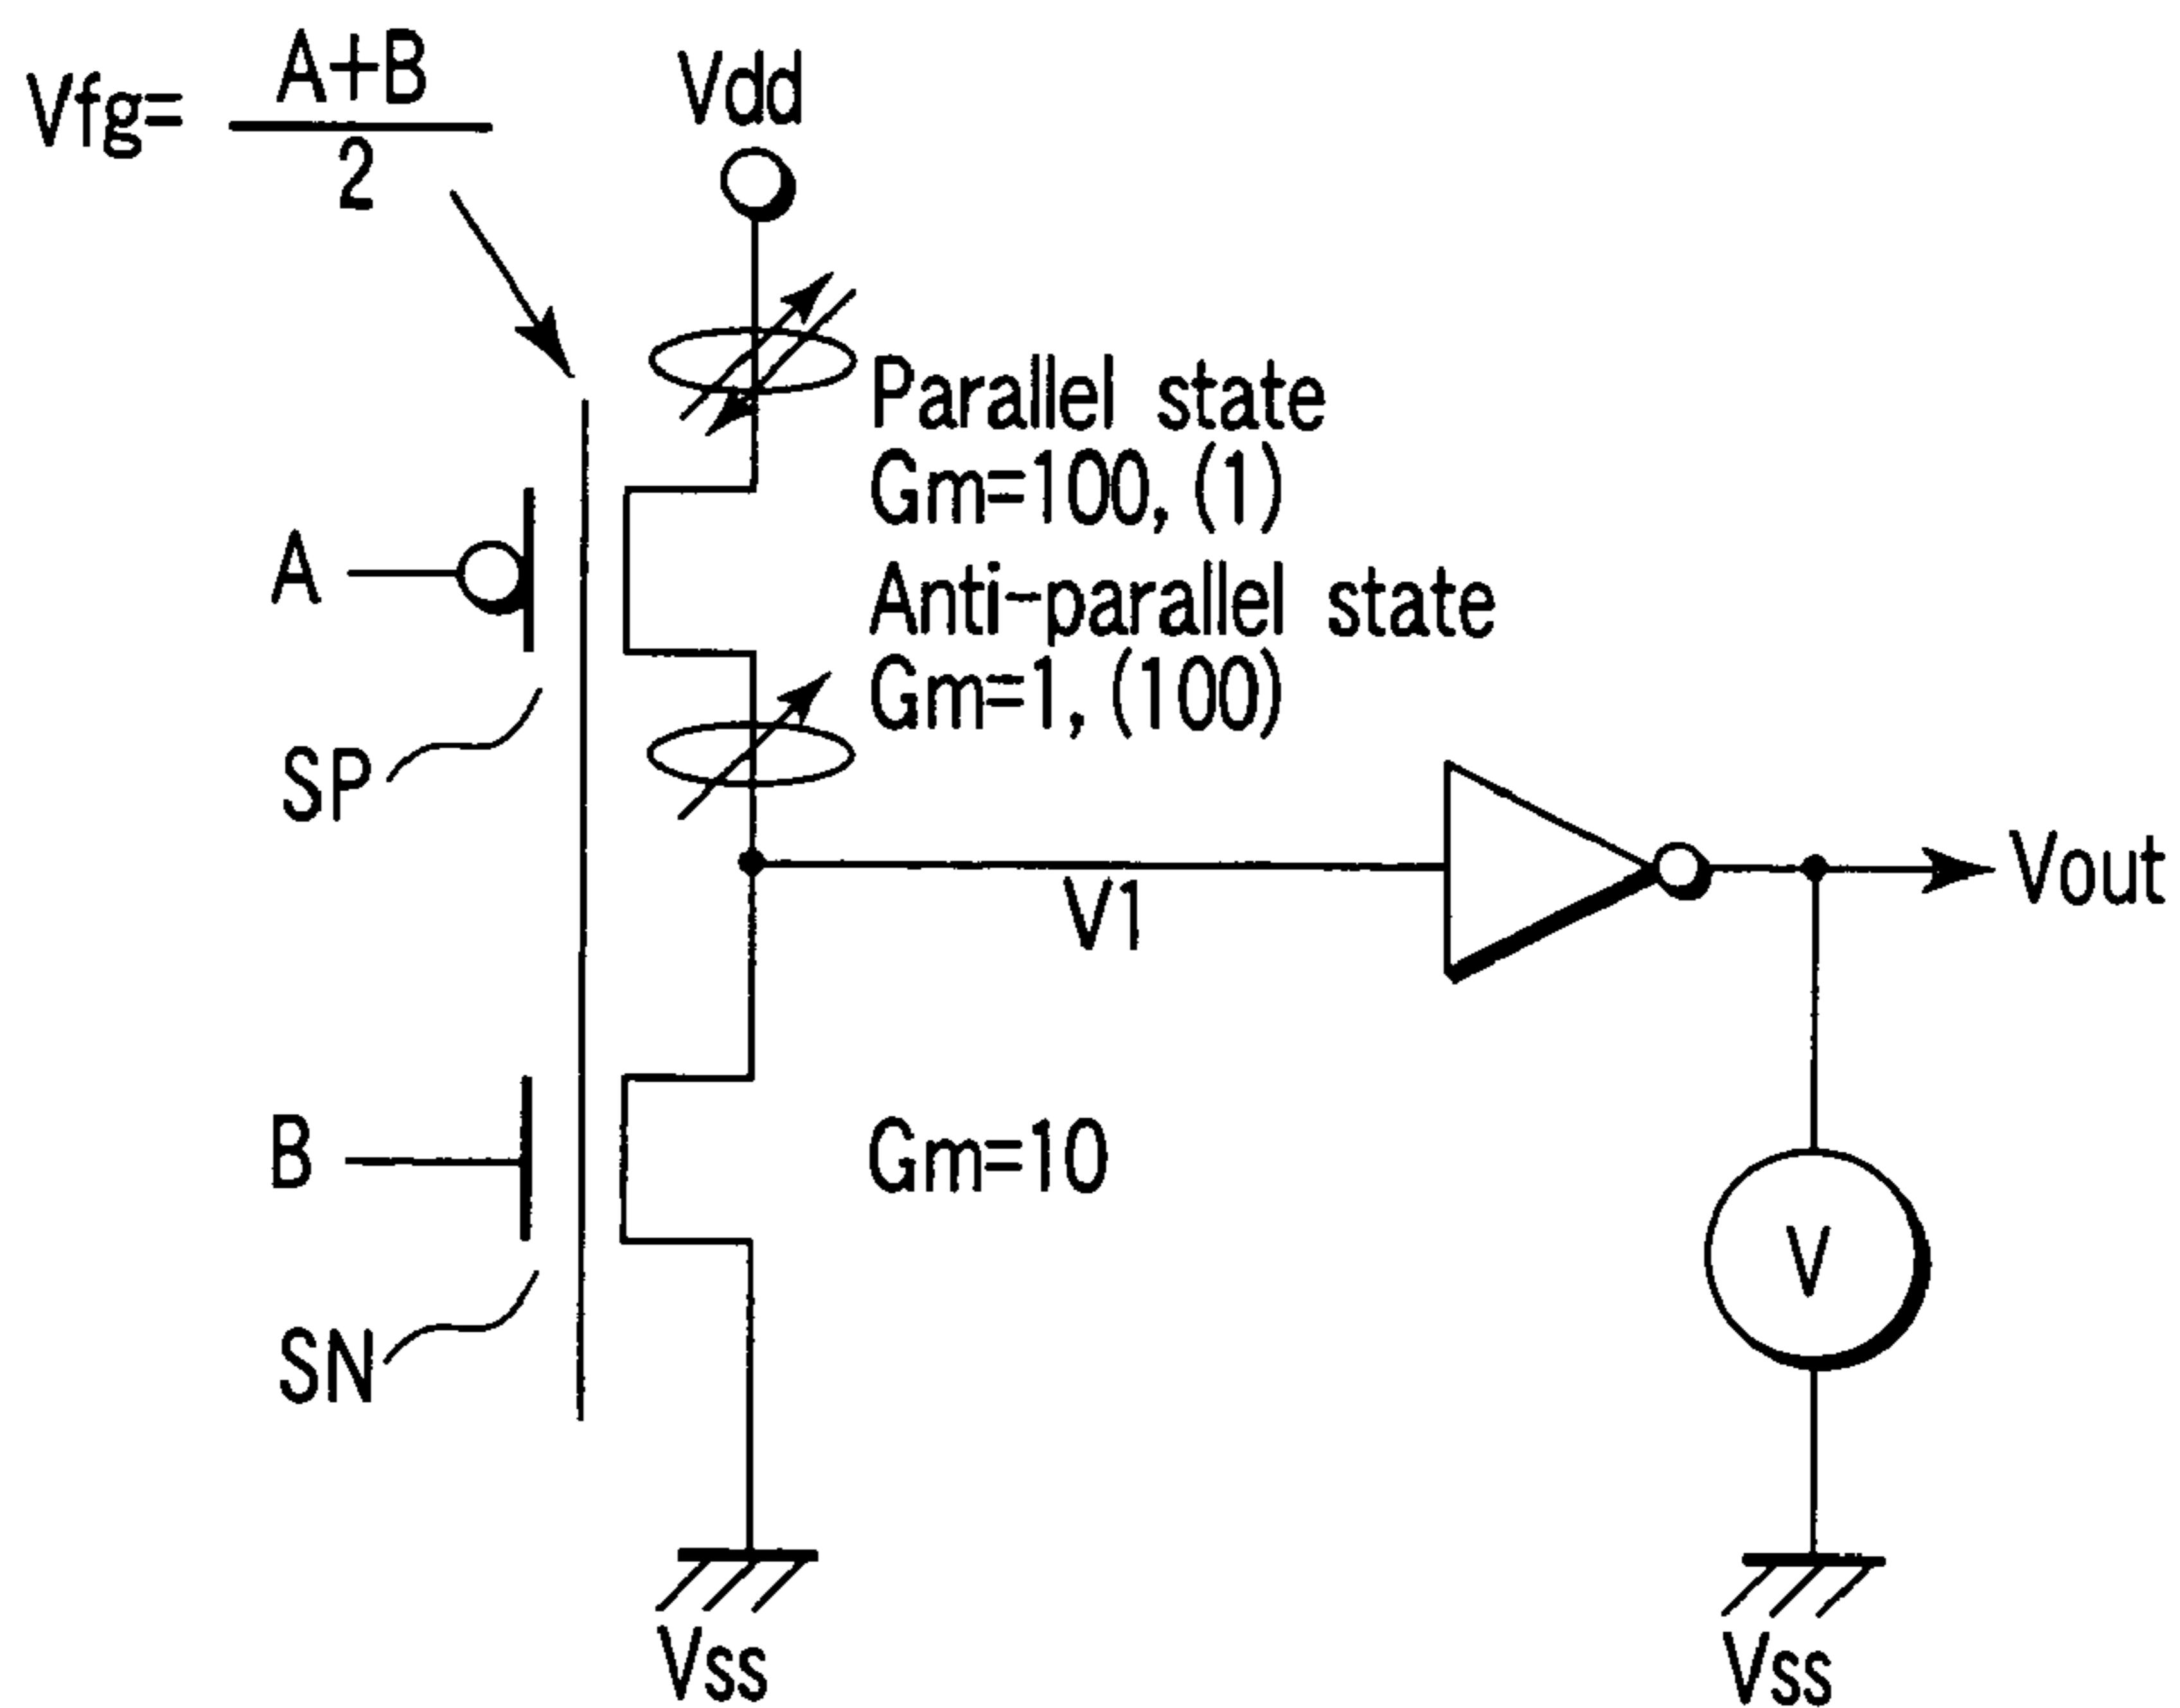 Vfg= A+B
2
Vdd
Parallel state
Gm=100, (1)
Anti-parallel state
Gm=1, (100)
A
SP
V1
Vout
B
Gm=10
V
SN
Vss
Vss